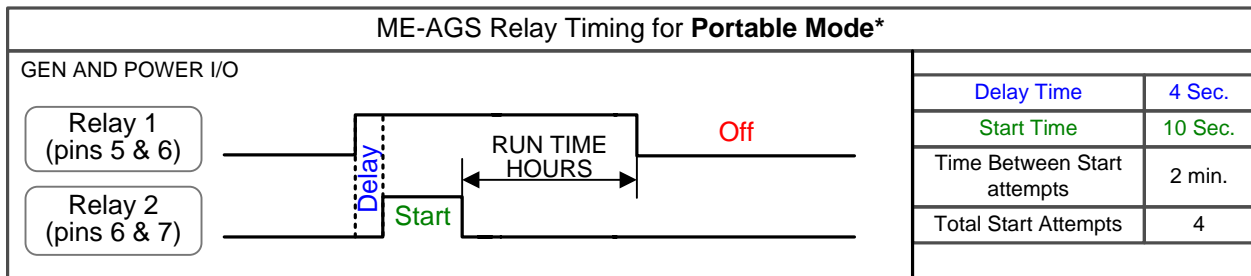 ME-AGS Relay Timing for Portable Mode*
GEN AND POWER I/O
Relay 1
(pins 5 & 6)
Relay 2
(pins 6 & 7)
Delay
Start
RUN TIME
HOURS
Off
Delay Time 4 Sec.
Start Time 10 Sec.
Time Between Start
attempts 2 min.
Total Start Attempts 4